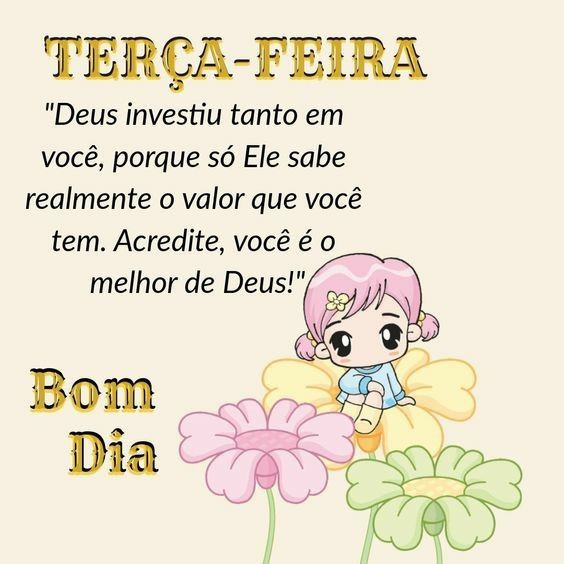 TERÇA-FEIRA
"Deus investiu tanto em
você, porque só Ele sabe
realmente o valor que você
tem. Acredite, você é o
melhor de Deus!"
Bom
Dia